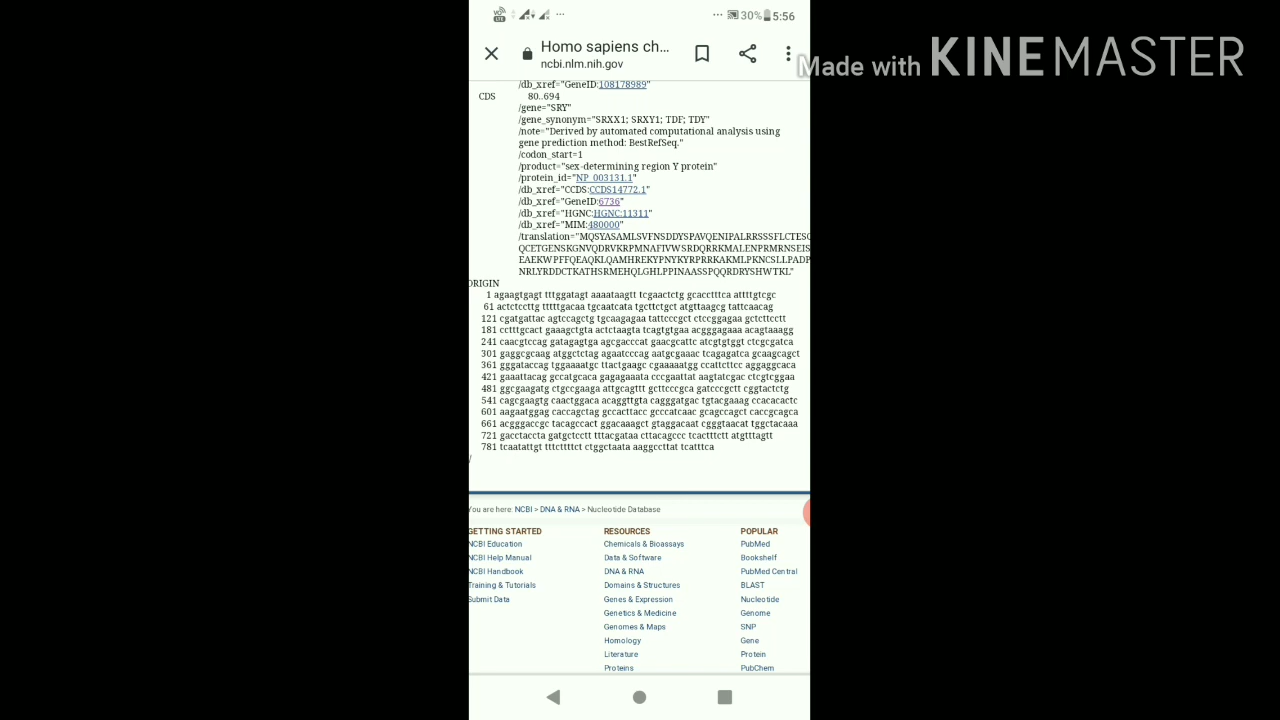 VO
LTE
30%
5:56
Homo sapiens ch...
ncbi.nlm.nih.gov
Made with KINEMASTER
/db_xref="GeneID:108178989"
CDS 80..694
/gene="SRY"
/gene_synonym="SRXX1; SRXY1; TDF; TDY"
/note="Derived by automated computational analysis using
gene prediction method: BestRefSeq."
/codon_start=1
/product="sex-determining region Y protein"
/protein_id="NP_003131.1"
/db_xref="CCDS:CCDS14772.1"
/db_xref="GeneID:6736"
/db_xref="HGNC:HGNC:11311"
/db_xref="MIM:480000"
/translation="MQSYASAMLSVFNSDDYSPAVQENIPALRRSSSFLCTESC
QCETGENSKGNVQDRVKRPMNAFIVWSRDQRRKMALENPRMRNSEIS
EAEKWPFFQEAQKLQAMHREKYPNYKYRPRRKAKMLPKNCSLLPADP
NRLYRDDCTKATHSRMEHQLGHLPPINAASSPQQRDRYSHWTKL"
ORIGIN
1 agaagtgagt tttggatagt aaaataagtt tcgaactctg gcacctttca attttgtcgc
61 actctccttg tttttgacaa tgcaatcata tgcttctgct atgttaagcg tattcaacag
121 cgatgattac agtccagctg tgcaagagaa tattcccgct ctccggagaa gctcttcctt
181 cctttgcact gaaagctgta actctaagta tcagtgtgaa acgggagaaa acagtaaagg
241 caacgtccag gatagagtga agcgacccat gaacgcattc atcgtgtggt ctcgcgatca
301 gaggcgcaag atggctctag agaatcccag aatgcgaaac tcagagatca gcaagcagct
361 gggataccag tggaaaatgc ttactgaagc cgaaaaatgg ccattcttcc aggaggcaca
421 gaaattacag gccatgcaca gagagaaata cccgaattat aagtatcgac ctcgtcggaa
481 ggcgaagatg ctgccgaaga attgcagttt gcttcccgca gatcccgctt cggtactctg
541 cagcgaagtg caactggaca acaggttgta cagggatgac tgtacgaaag ccacacactc
601 aagaatggag caccagctag gccacttacc gcccatcaac gcagccagct caccgcagca
661 acgggaccgc tacagccact ggacaaagct gtaggacaat cgggtaacat tggctacaaa
721 gacctaccta gatgctcctt tttacgataa cttacagccc tcactttctt atgtttagtt
781 tcaatattgt tttcttttct ctggctaata aaggccttat tcatttca
/
You are here: NCBI > DNA & RNA > Nucleotide Database
GETTING STARTED
NCBI Education
NCBI Help Manual
NCBI Handbook
Training & Tutorials
Submit Data
RESOURCES
Chemicals & Bioassays
Data & Software
DNA & RNA
Domains & Structures
Genes & Expression
Genetics & Medicine
Genomes & Maps
Homology
Literature
Proteins
POPULAR
PubMed
Bookshelf
PubMed Central
BLAST
Nucleotide
Genome
SNP
Gene
Protein
PubChem